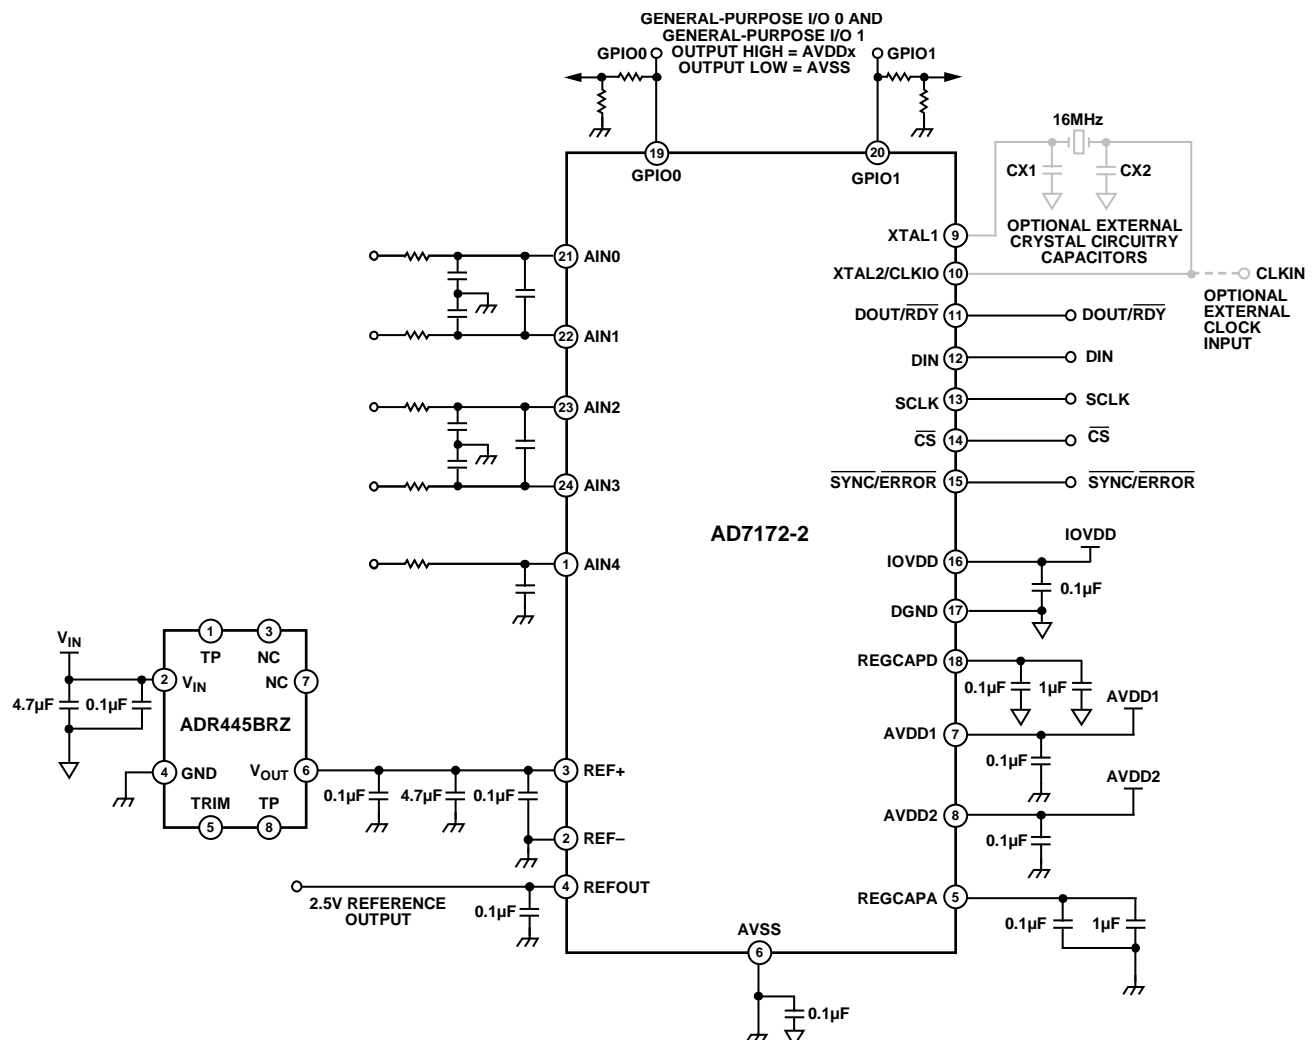 GENERAL-PURPOSE I/O 0 AND
GENERAL-PURPOSE I/O 1
OUTPUT HIGH = AVDDx
OUTPUT LOW = AVSS
GPIO0
GPIO1
19
GPIO0
20
GPIO1
16MHz
CX1
CX2
OPTIONAL EXTERNAL
CRYSTAL CIRCUITRY
CAPACITORS
XTAL1
9
XTAL2/CLKIO
10
CLKIN
OPTIONAL
EXTERNAL
CLOCK
INPUT
DOUT/RDY
11
DOUT/RDY
DIN
12
DIN
SCLK
13
SCLK
CS
14
CS
SYNC/ERROR
15
SYNC/ERROR
21
AIN0
22
AIN1
23
AIN2
24
AIN3
1
AIN4
AD7172-2
IOVDD
IOVDD
16
0.1µF
DGND
17
REGCAPD
18
0.1µF
1µF
AVDD1
AVDD1
7
0.1µF
AVDD2
AVDD2
8
0.1µF
REGCAPA
5
0.1µF
1µF
VIN
4.7µF
0.1µF
1
TP
3
NC
2
VIN
NC
7
ADR445BRZ
4
GND
VOUT
6
TRIM
5
TP
8
0.1µF
4.7µF
0.1µF
3
REF+
2
REF–
4
REFOUT
2.5V REFERENCE
OUTPUT
0.1µF
AVSS
6
0.1µF